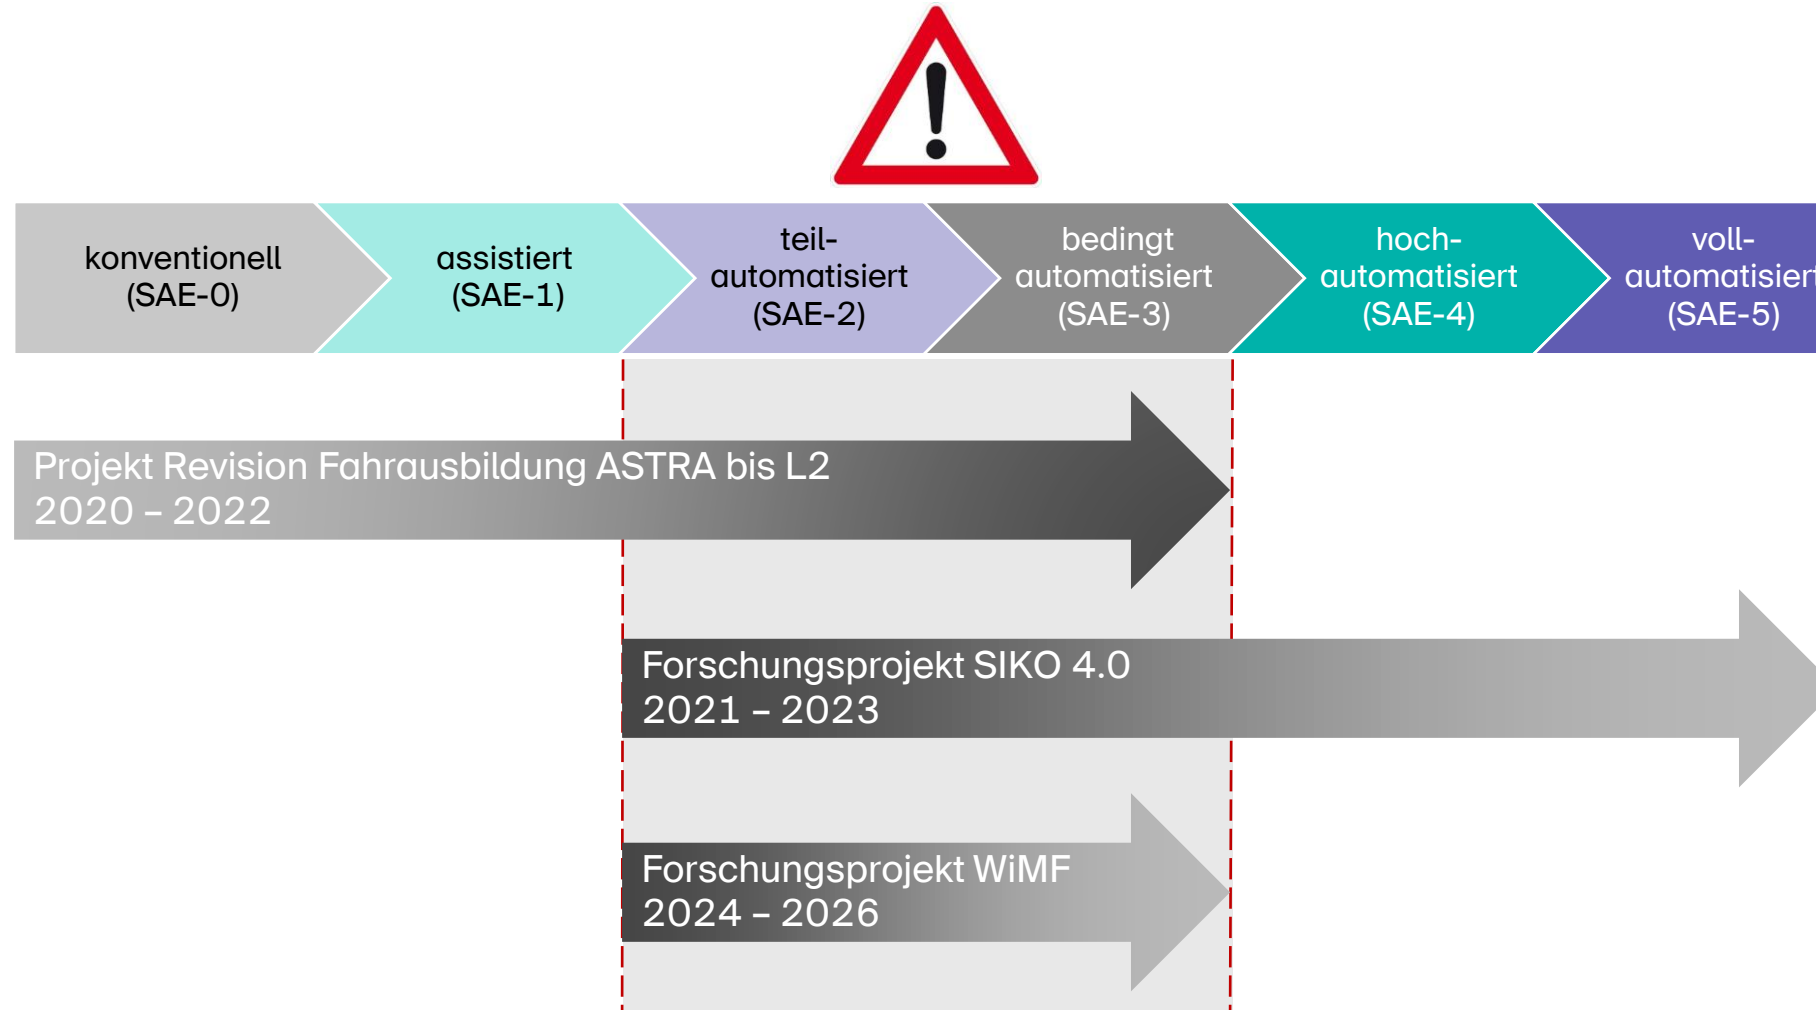 konventionell
(SAE-0)
assistiert
(SAE-1)
teil-
automatisiert
(SAE-2)
bedingt
automatisiert
(SAE-3)
hoch-
automatisiert
(SAE-4)
voll-
automatisiert
(SAE-5)
Projekt Revision Fahrausbildung ASTRA bis L2
2020 – 2022
Forschungsprojekt SIKO 4.0
2021 – 2023
Forschungsprojekt WiMF
2024 – 2026